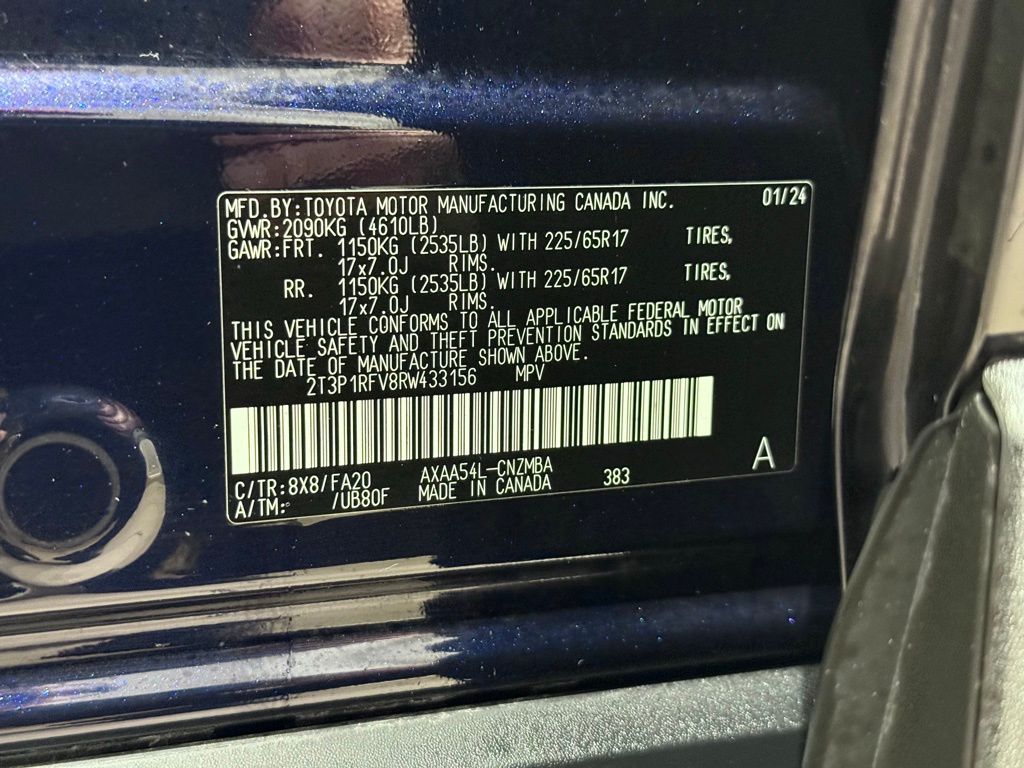 MFD.BY:TOYOTA MOTOR MANUFACTURING CANADA INC. 01/24
GVWR:2090KG (4610LB)
GAWR:FRT. 1150KG (2535LB) WITH 225/65R17 TIRES,
17x7.0J RIMS.
RR. 1150KG (2535LB) WITH 225/65R17 TIRES,
17x7.0J RIMS.
THIS VEHICLE CONFORMS TO ALL APPLICABLE FEDERAL MOTOR
VEHICLE SAFETY AND THEFT PREVENTION STANDARDS IN EFFECT ON
THE DATE OF MANUFACTURE SHOWN ABOVE.
2T3P1RFV8RW433156 MPV
C/TR:8X8/FA20 AXAA54L-CNZMBA 383 A
A/TM: /UB80F MADE IN CANADA